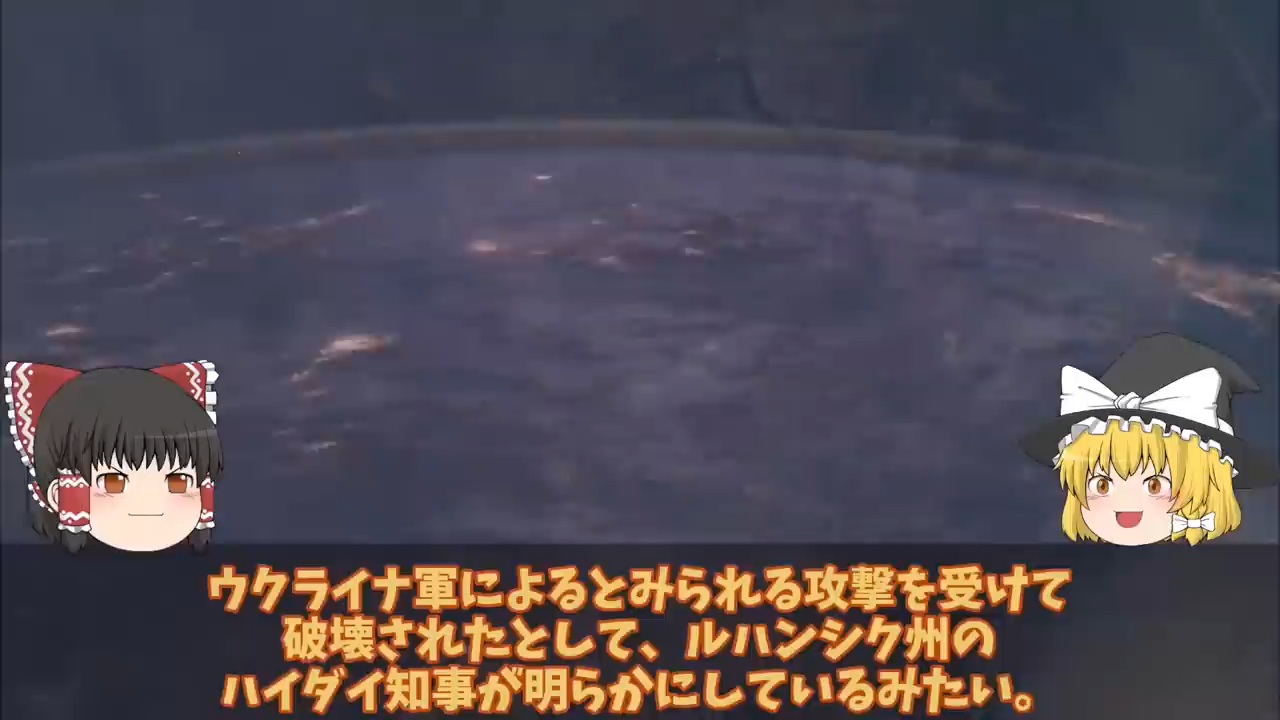 ウクライナ軍によるとみられる攻撃を受けて
破壊されたとして、ルハンシク州の
ハイダイ知事が明らかにしているみたい。